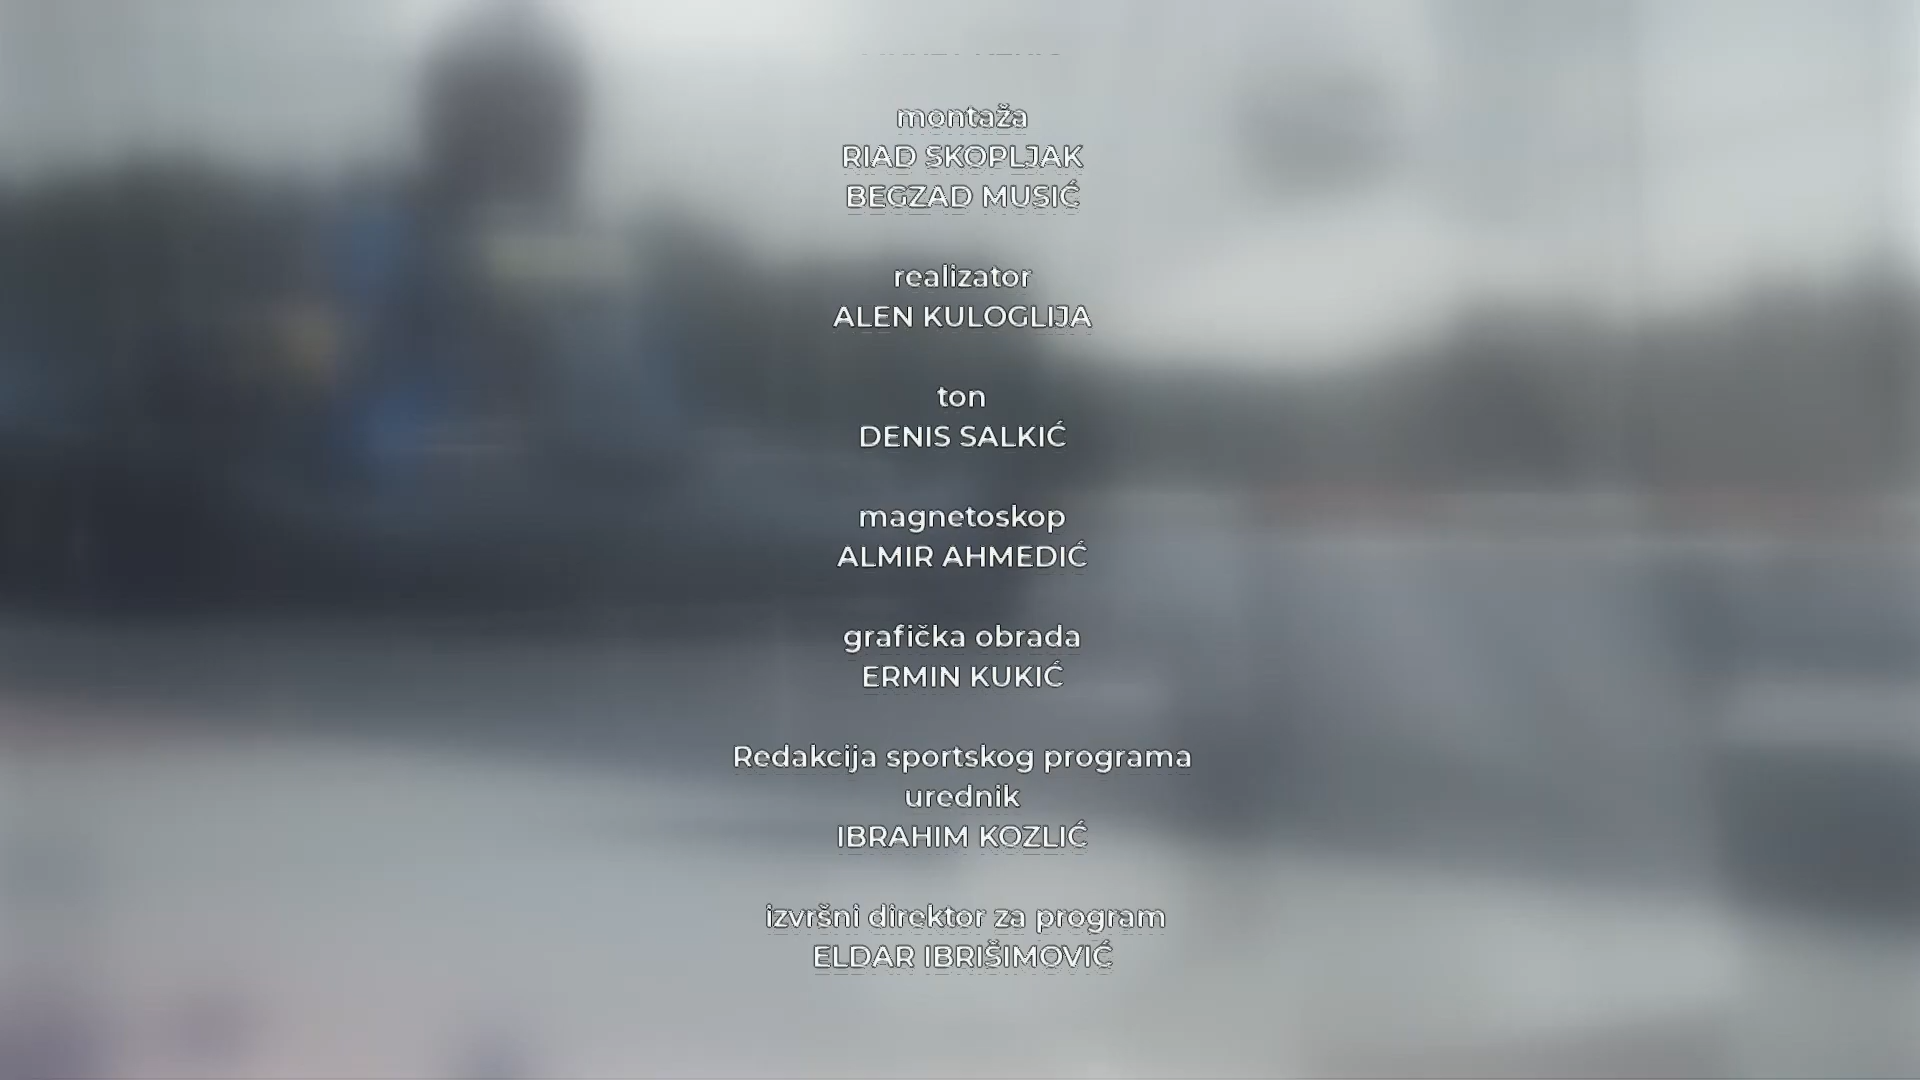 montaža
RIAD SKOPLJAK
BEGZAD MUSIĆ
realizator
ALEN KULOGLIJA
ton
DENIS SALKIĆ
magnetoskop
ALMIR AHMEDIĆ
grafička obrada
ERMIN KUKIĆ
Redakcija sportskog programa
urednik
IBRAHIM KOZLIĆ
izvršni direktor za program
ELDAR IBRIŠIMOVIĆ